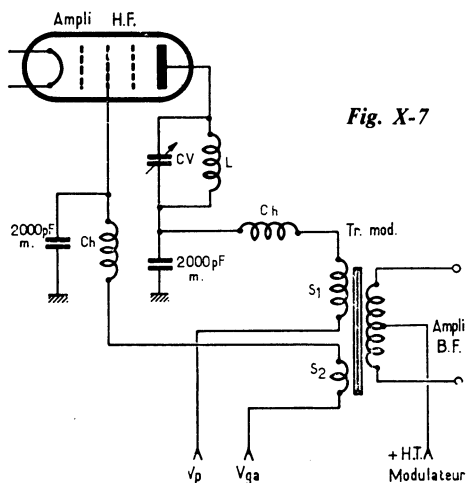 Ampli H.F.
Fig. X-7
CV
L
2000pF
m.
Ch
Ch
2000pF
m.
Tr. mod.
S1
S2
Ampli
B.F.
Vp
Vga
+ H.T.
Modulateur